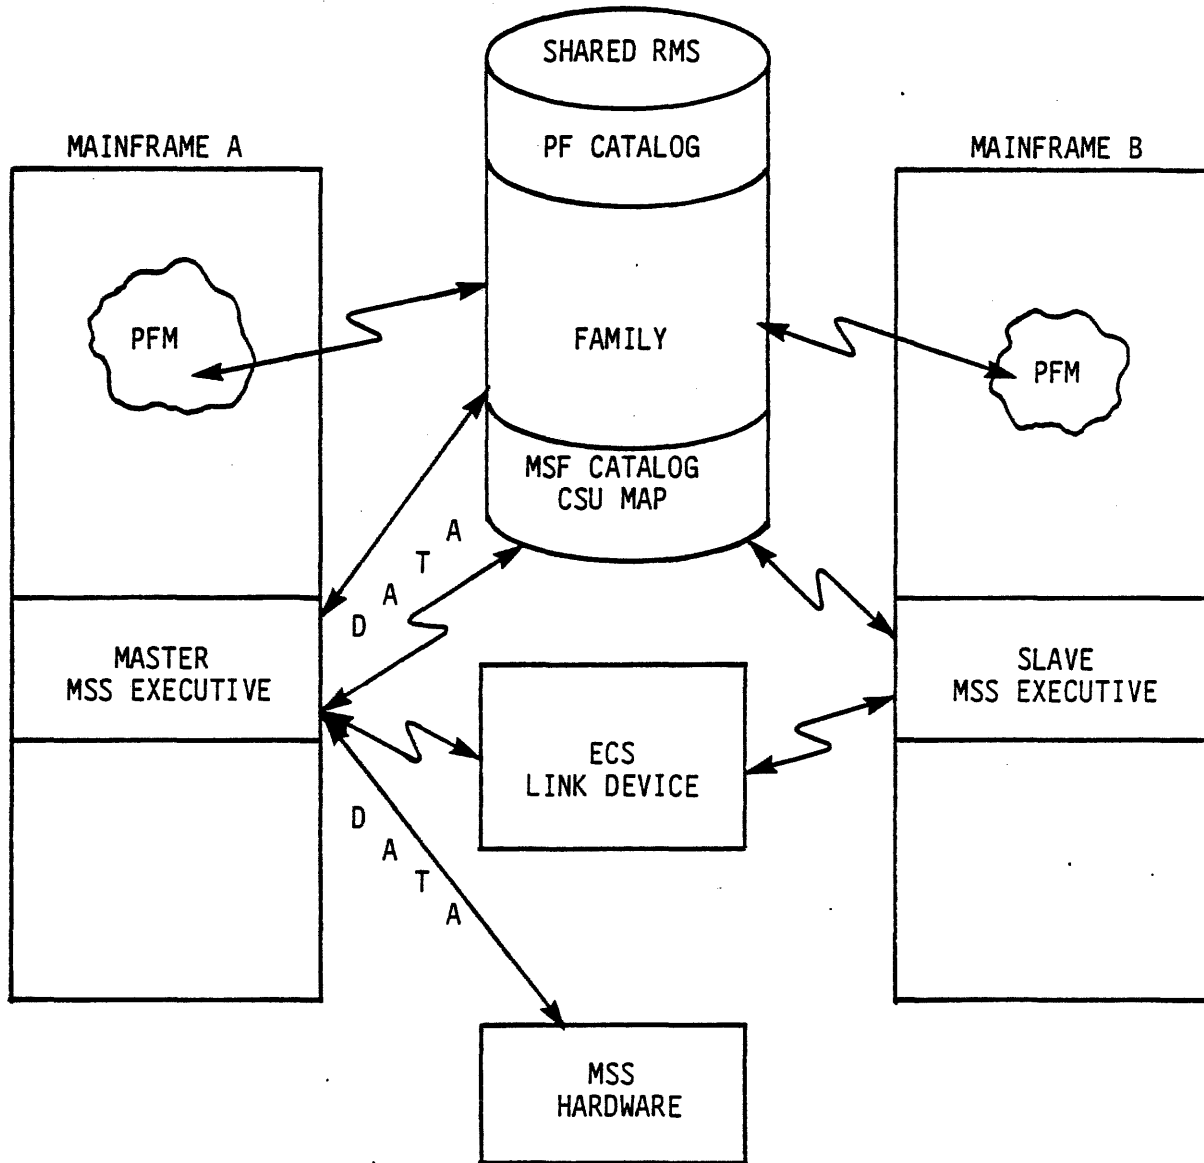 SHARED RMS
PF CATALOG
MAINFRAME A
MAINFRAME B
PFM
FAMILY
PFM
MSF CATALOG
CSU MAP
D A T A
MASTER
MSS EXECUTIVE
SLAVE
MSS EXECUTIVE
ECS
LINK DEVICE
D A T A
MSS
HARDWARE